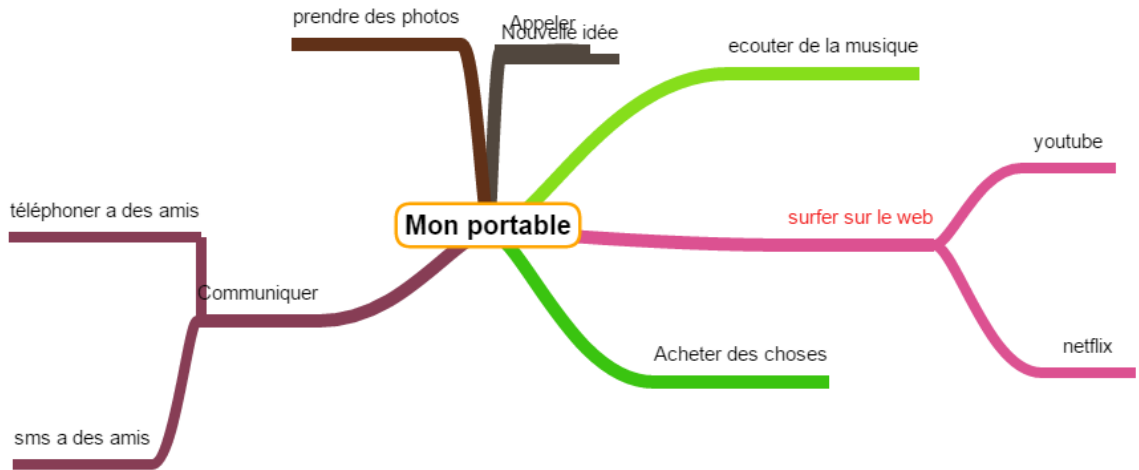 prendre des photos
Appeler
Nouvelle idée
ecouter de la musique
youtube
téléphoner a des amis
Mon portable
surfer sur le web
Communiquer
Acheter des choses
netflix
sms a des amis